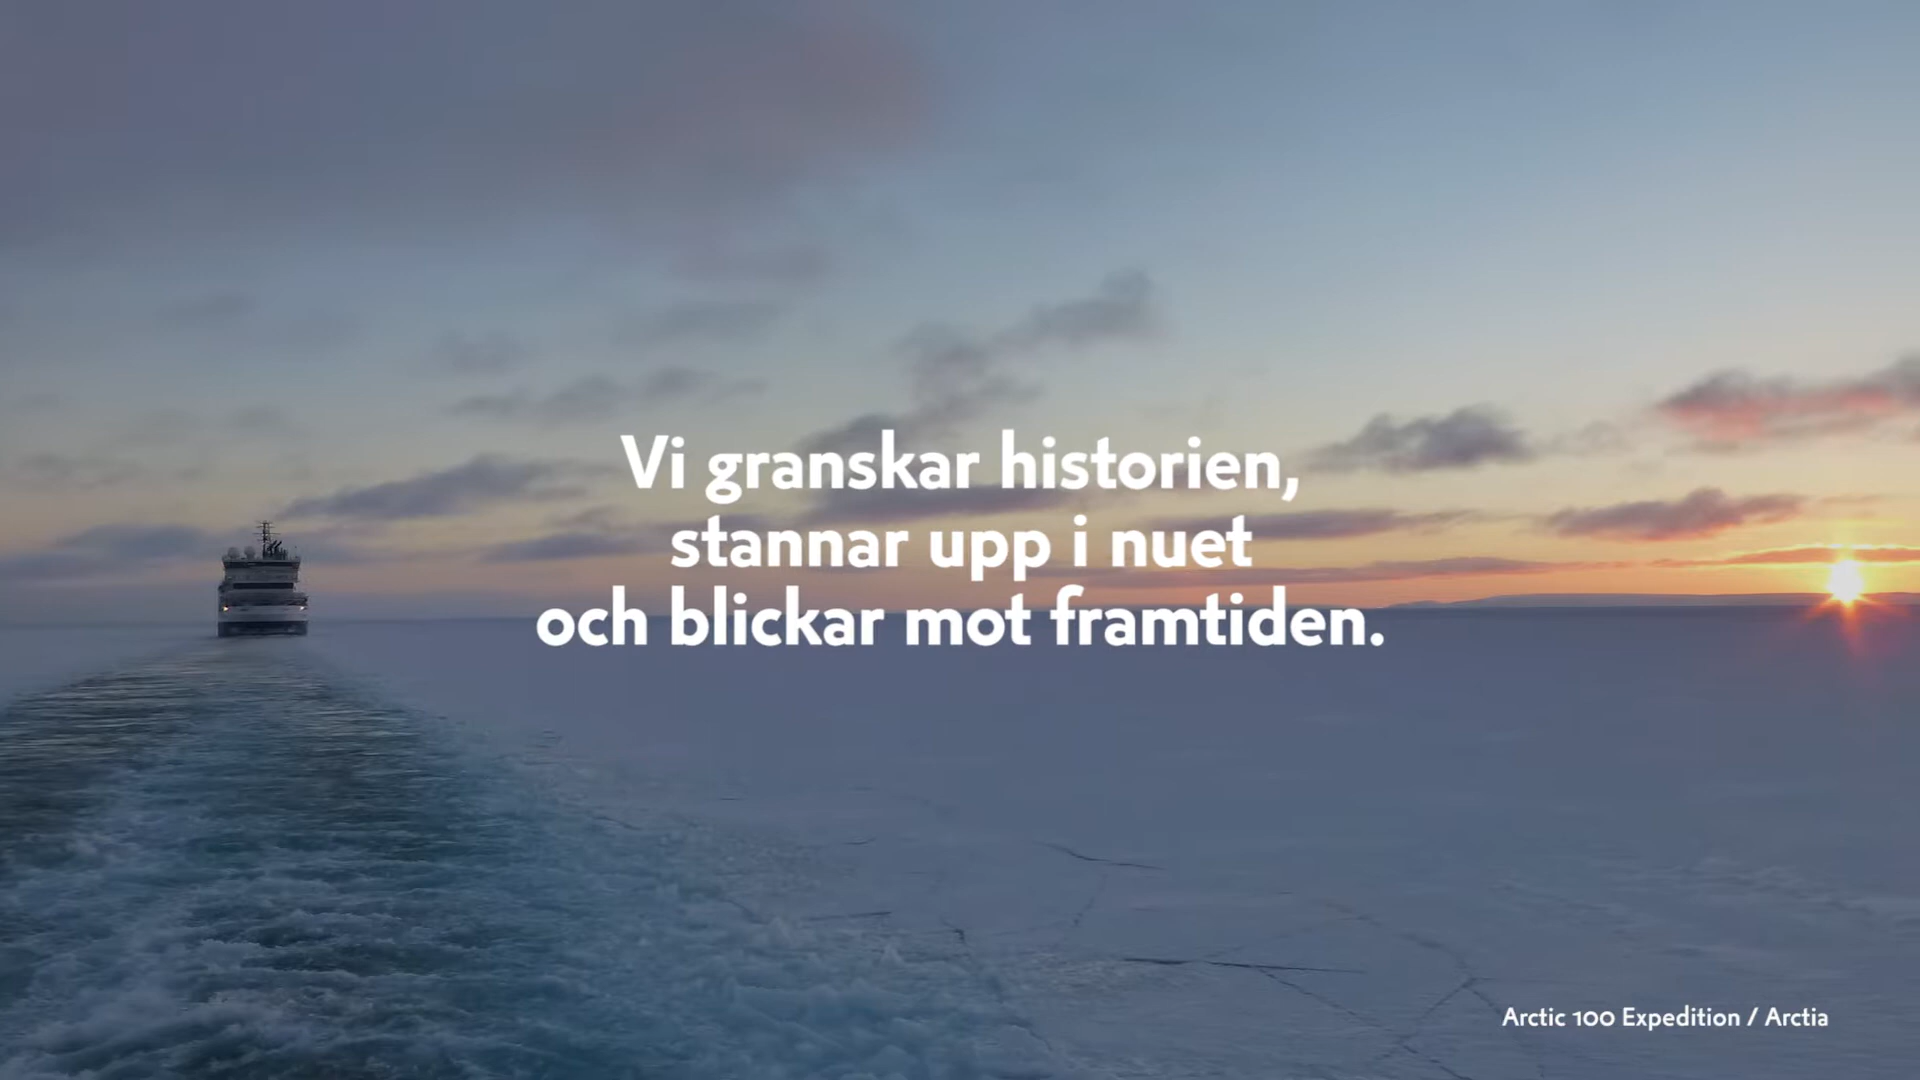 Vi granskar historien,
stannar upp i nuet
och blickar mot framtiden.
Arctic 100 Expedition / Arctia